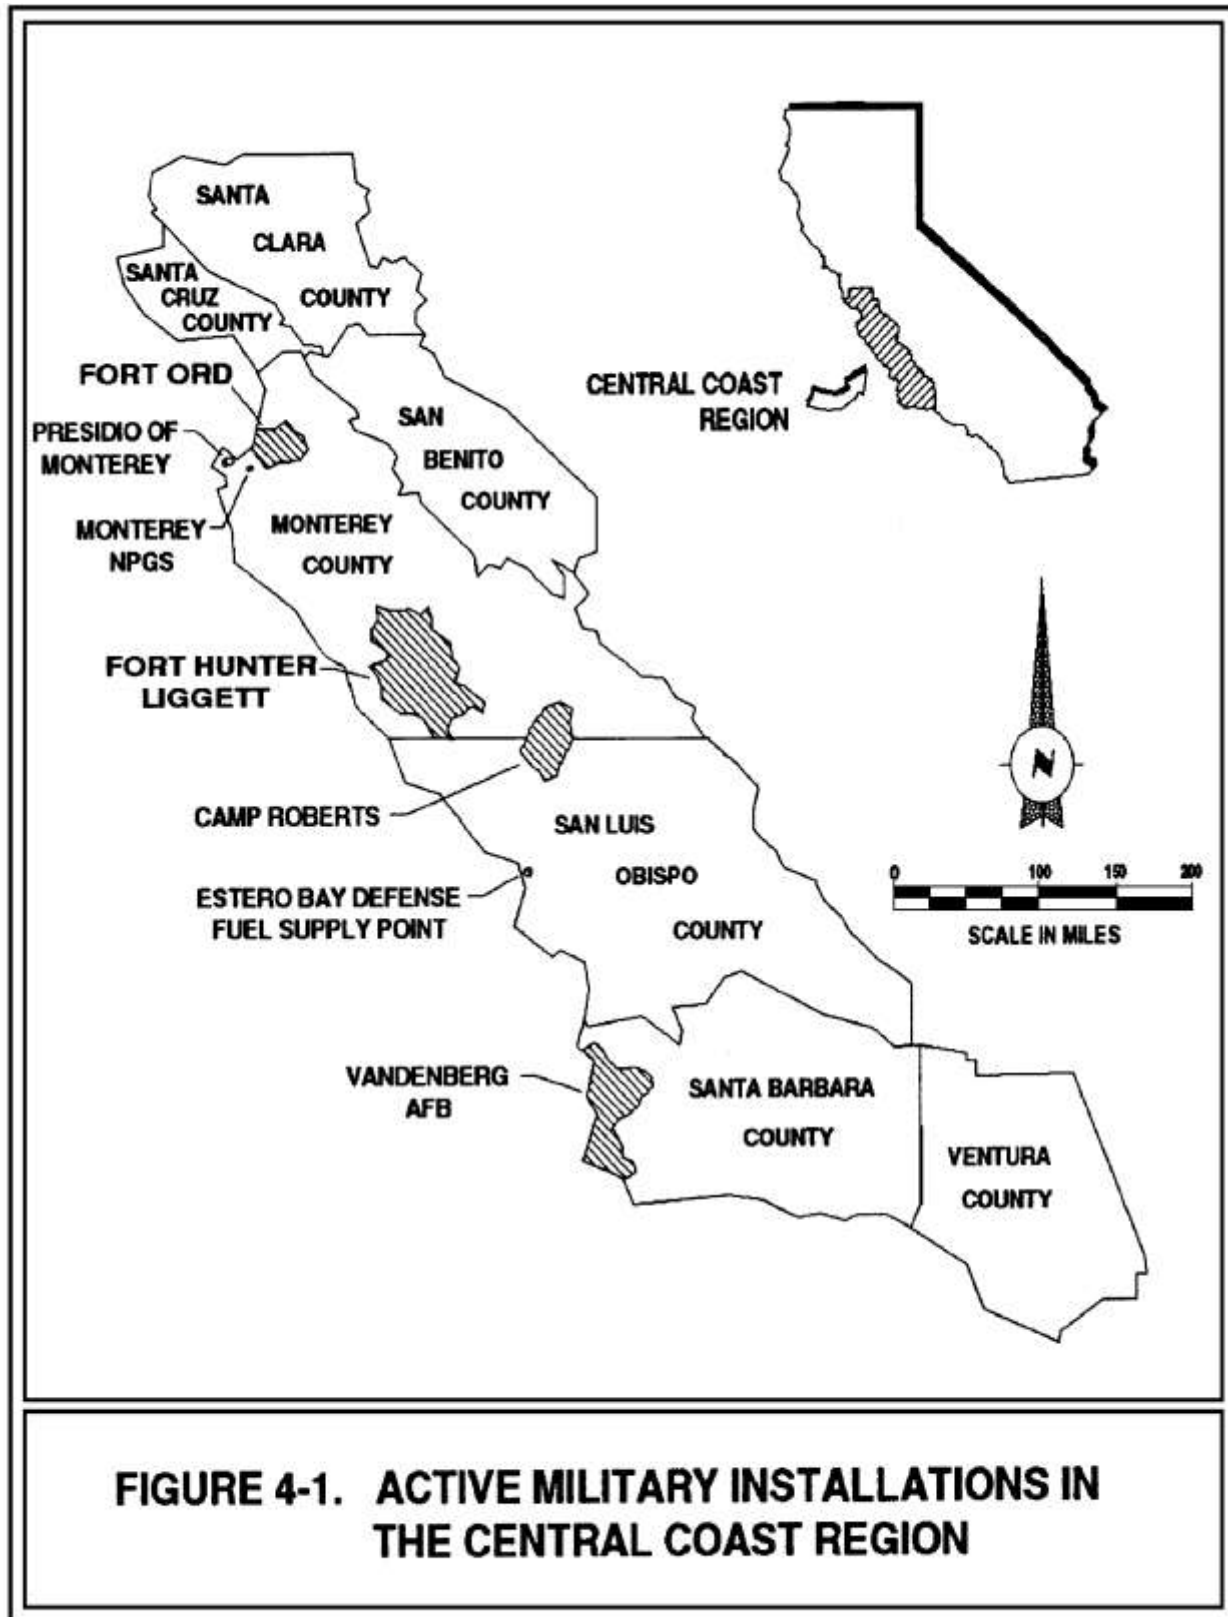 SANTA
CLARA
COUNTY
SANTA
CRUZ
COUNTY
FORT ORD
PRESIDIO OF
MONTEREY
MONTEREY
NPGS
SAN
BENITO
COUNTY
MONTEREY
COUNTY
FORT HUNTER
LIGGETT
CAMP ROBERTS
SAN LUIS
OBISPO
COUNTY
ESTERO BAY DEFENSE
FUEL SUPPLY POINT
VANDENBERG
AFB
SANTA BARBARA
COUNTY
VENTURA
COUNTY
CENTRAL COAST
REGION
N
0 100 150 200
SCALE IN MILES
FIGURE 4-1. ACTIVE MILITARY INSTALLATIONS IN
THE CENTRAL COAST REGION